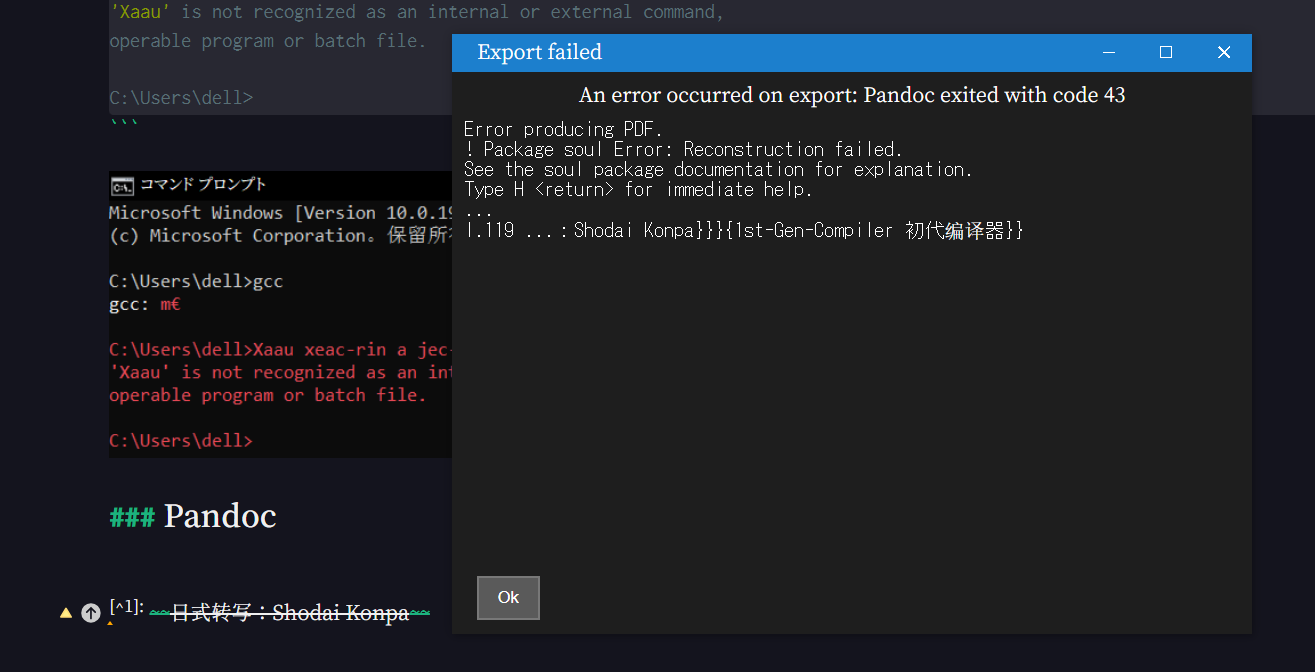 'Xaau' is not recognized as an internal or external command,
operable program or batch file.
C:\Users\dell>
```
Export failed
An error occurred on export: Pandoc exited with code 43
Error producing PDF.
! Package soul Error: Reconstruction failed.
See the soul package documentation for explanation.
Type H <return> for immediate help.
...
l.119 ...：Shodai Konpa}}}{1st-Gen-Compiler 初代编译器}}
Ok
コマンド プロンプト
Microsoft Windows [Version 10.0.19
(c) Microsoft Corporation。保留所
C:\Users\dell>gcc
gcc: m€
C:\Users\dell>Xaau xeac-rin a jec-
'Xaau' is not recognized as an int
operable program or batch file.
C:\Users\dell>
### Pandoc
[^1]: ~~日式转写：Shodai Konpa~~